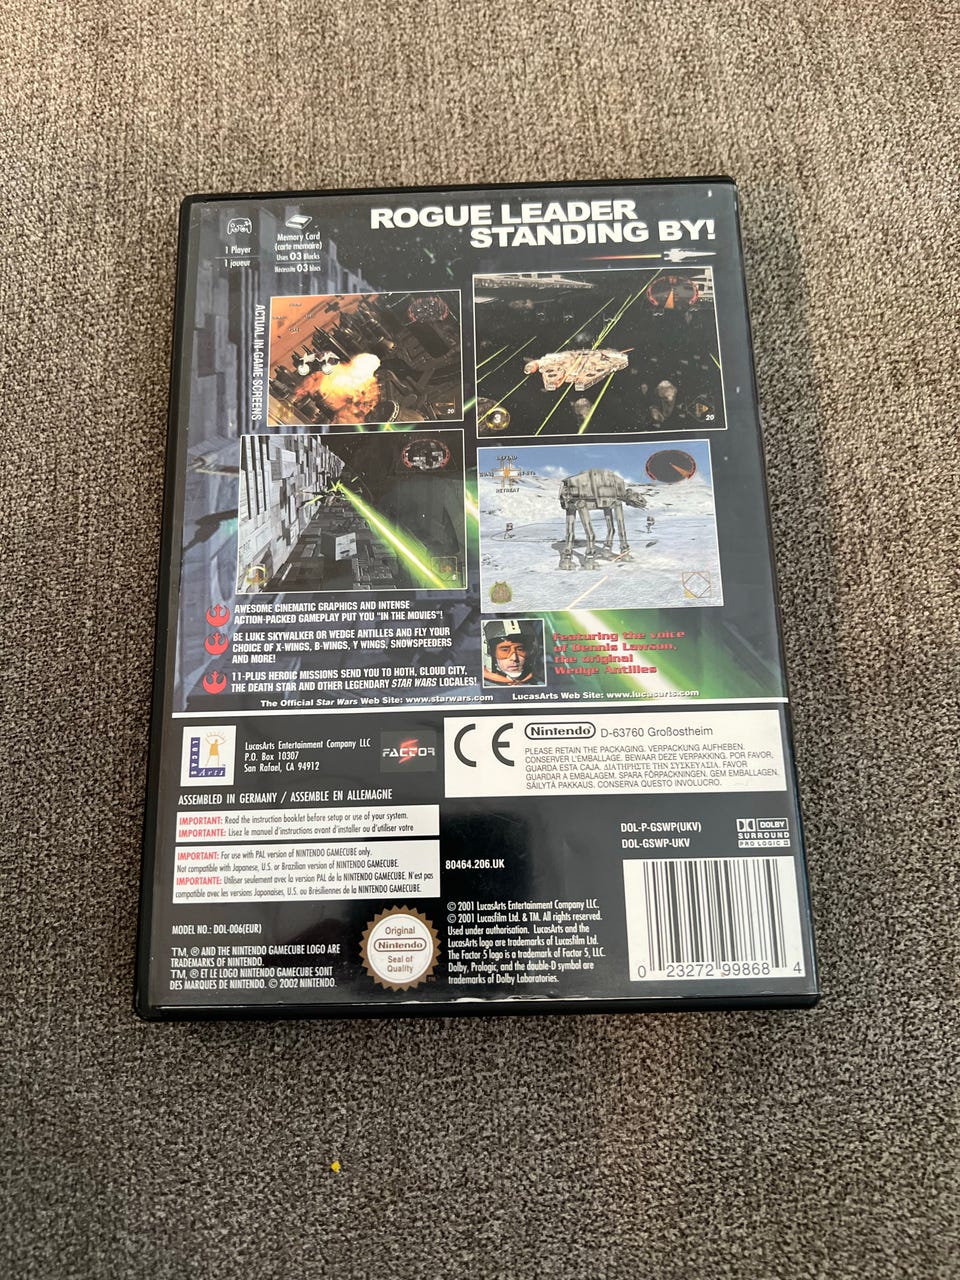 ROGUE LEADER
STANDING BY!
1 Player
1 joueur
Memory Card
(carte mémoire)
Uses 03 Blocks
Nécessite 03 blocs
ACTUAL IN-GAME SCREENS
20
3
20
DEFEND
RETREAT
AWESOME CINEMATIC GRAPHICS AND INTENSE
ACTION-PACKED GAMEPLAY PUT YOU "IN THE MOVIES"!
BE LUKE SKYWALKER OR WEDGE ANTILLES AND FLY YOUR
CHOICE OF X-WINGS, B-WINGS, Y WINGS, SNOWSPEEDERS
AND MORE!
11-PLUS HEROIC MISSIONS SEND YOU TO HOTH, CLOUD CITY,
THE DEATH STAR AND OTHER LEGENDARY STAR WARS LOCALES!
Featuring the voice
of Dennis Lawson,
the original
Wedge Antilles
The Official Star Wars Web Site: www.starwars.com
LucasArts Web Site: www.lucasarts.com
LUCAS
Arts
LucasArts Entertainment Company LLC
P.O. Box 10307
San Rafael, CA 94912
FACTOR 5
CE
Nintendo D-63760 Großostheim
PLEASE RETAIN THE PACKAGING. VERPACKUNG AUFHEBEN.
CONSERVER L'EMBALLAGE. BEWAAR DEZE VERPAKKING. POR FAVOR,
GUARDA ESTA CAJA. ΔΙΑΤΗΡΗΣΤΕ ΤΗΝ ΣΥΣΚΕΥΑΣΙΑ. FAVOR
GUARDAR A EMBALAGEM. SPARA FÖRPACKNINGEN. GEM EMBALLAGEN.
SÄILYTÄ PAKKAUS. CONSERVA QUESTO INVOLUCRO.
ASSEMBLED IN GERMANY / ASSEMBLE EN ALLEMAGNE
IMPORTANT: Read the instruction booklet before setup or use of your system.
IMPORTANTE: Lisez le manuel d'instructions avant d'installer ou d'utiliser votre
IMPORTANT: For use with PAL version of NINTENDO GAMECUBE only.
Not compatible with Japanese, U.S. or Brazilian version of NINTENDO GAMECUBE.
IMPORTANTE: Utiliser seulement avec la version PAL de la NINTENDO GAMECUBE. N'est pas
compatible avec les versions Japonaises, U.S. ou Brésiliennes de la NINTENDO GAMECUBE.
80464.206.UK
DOL-P-GSWP(UKV)
DOL-GSWP-UKV
DOLBY
SURROUND
PRO LOGIC II
MODEL NO.: DOL-006(EUR)
TM, ® AND THE NINTENDO GAMECUBE LOGO ARE
TRADEMARKS OF NINTENDO.
TM, ® ET LE LOGO NINTENDO GAMECUBE SONT
DES MARQUES DE NINTENDO. © 2002 NINTENDO.
Original
Nintendo
Seal of
Quality
TM
© 2001 LucasArts Entertainment Company LLC.
© 2001 Lucasfilm Ltd. & TM. All rights reserved.
Used under authorisation. LucasArts and the
LucasArts logo are trademarks of Lucasfilm Ltd.
The Factor 5 logo is a trademark of Factor 5, LLC.
Dolby, Prologic, and the double-D symbol are
trademarks of Dolby Laboratories.
0 23272 99868 4